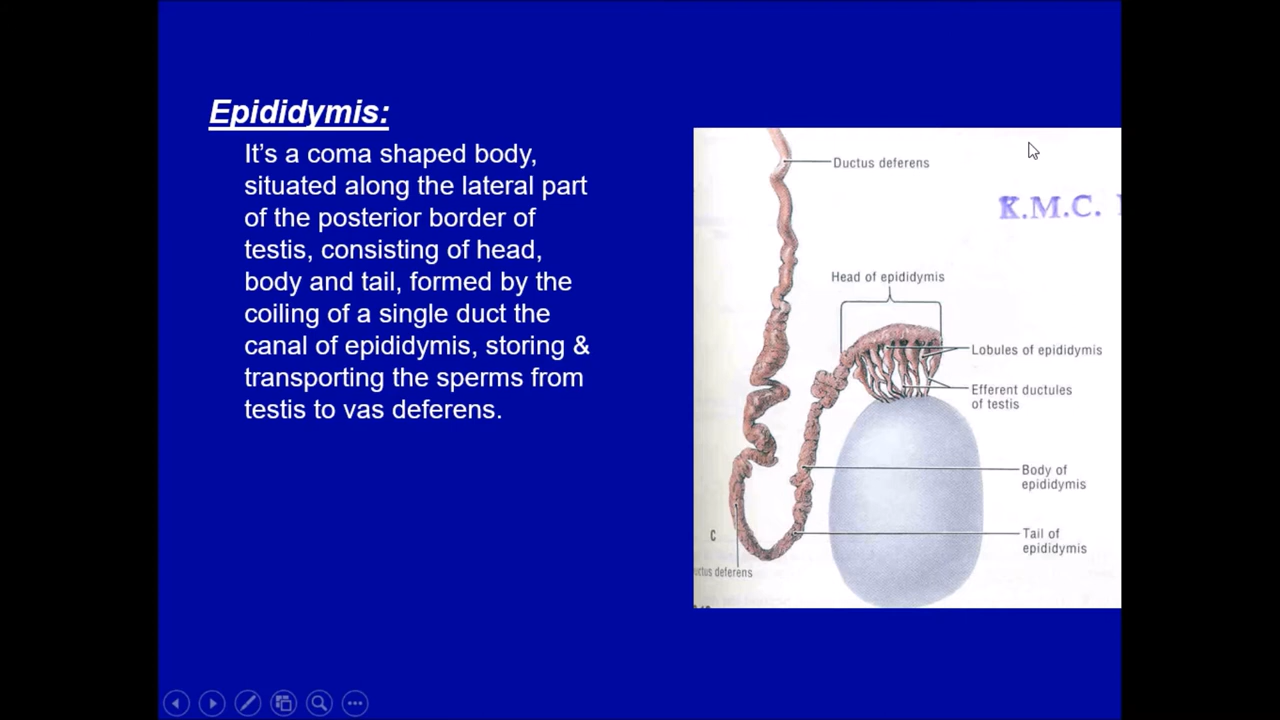 Epididymis:
It's a coma shaped body,
situated along the lateral part
of the posterior border of
testis, consisting of head,
body and tail, formed by the
coiling of a single duct the
canal of epididymis, storing &
transporting the sperms from
testis to vas deferens.
Ductus deferens
K.M.C.
Head of epididymis
Lobules of epididymis
Efferent ductules
of testis
Body of
epididymis
Tail of
epididymis
C
uctus deferens